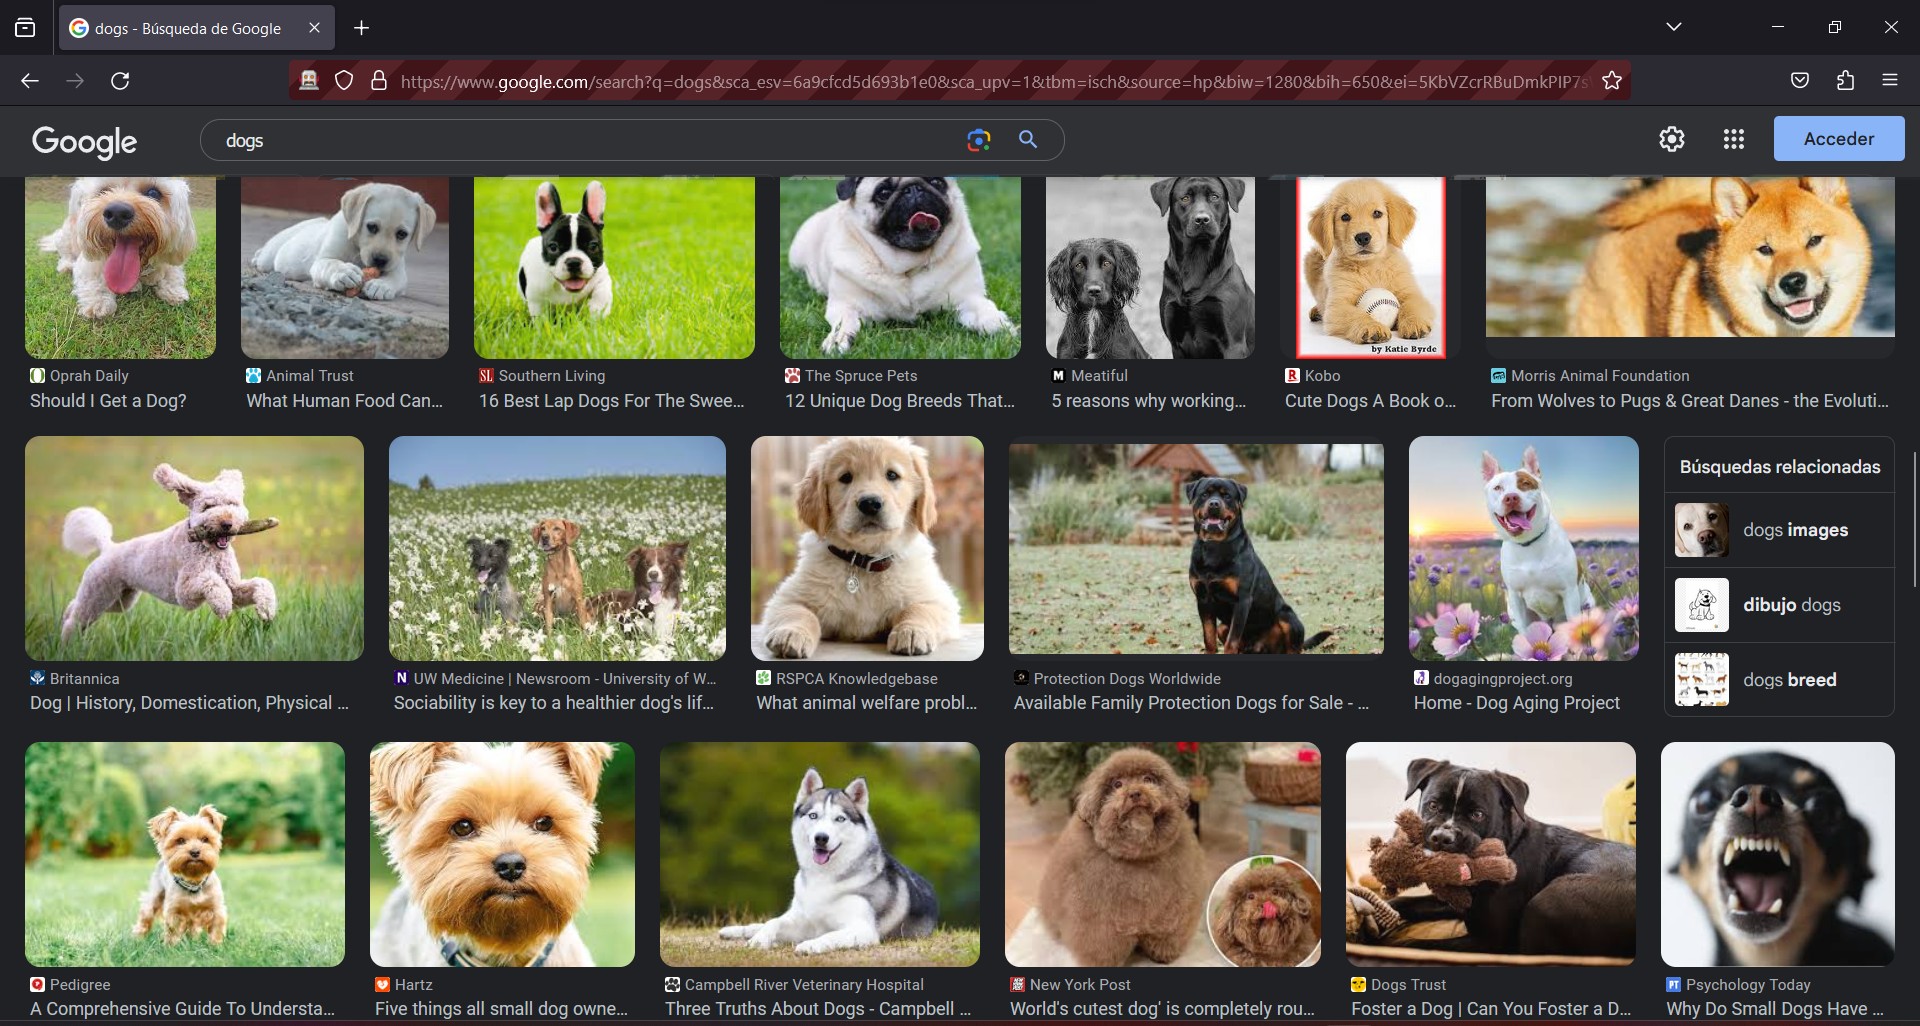 dogs - Búsqueda de Google
https://www.google.com/search?q=dogs&sca_esv=6a9cfcd5d693b1e0&sca_upv=1&tbm=isch&source=hp&biw=1280&bih=650&ei=5KbVZcrRBuDmkPIP7s
Google
dogs
Acceder
by Katie Byrde
Oprah Daily
Should I Get a Dog?
Animal Trust
What Human Food Can...
SL Southern Living
16 Best Lap Dogs For The Swee...
The Spruce Pets
12 Unique Dog Breeds That...
M Meatiful
5 reasons why working...
R Kobo
Cute Dogs A Book o...
Morris Animal Foundation
From Wolves to Pugs & Great Danes - the Evoluti...
Britannica
Dog | History, Domestication, Physical ...
N UW Medicine | Newsroom - University of W...
Sociability is key to a healthier dog's lif...
RSPCA Knowledgebase
What animal welfare probl...
Protection Dogs Worldwide
Available Family Protection Dogs for Sale - ...
dogagingproject.org
Home - Dog Aging Project
Búsquedas relacionadas
dogs images
dibujo dogs
dogs breed
Pedigree
A Comprehensive Guide To Understa...
Hartz
Five things all small dog owne...
Campbell River Veterinary Hospital
Three Truths About Dogs - Campbell ...
New York Post
World's cutest dog' is completely rou...
Dogs Trust
Foster a Dog | Can You Foster a D...
PT Psychology Today
Why Do Small Dogs Have ...